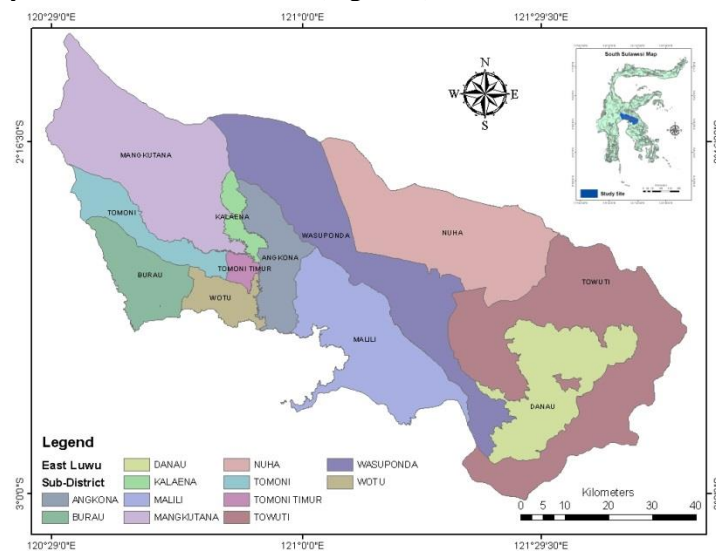 120°29'0"E
121°0'0"E
121°29'30"E
South Sulawesi Map
N
W
E
S
2°16'30"S
MANGKUTANA
Study Site
KALAENA
TOMONI
WASUPONDA
NUHA
ANGKONA
TOMONI TIMUR
BURAU
TOWUTI
WOTU
MALILI
DANAU
Legend
East Luwu
Sub-District
ANGKONA
BURAU
DANAU
KALAENA
MALILI
MANGKUTANA
NUHA
TOMONI
TOMONI TIMUR
TOWUTI
WASUPONDA
WOTU
Kilometers
0 5 10 20 30 40
3°0'0"S
120°29'0"E
121°0'0"E
121°29'30"E